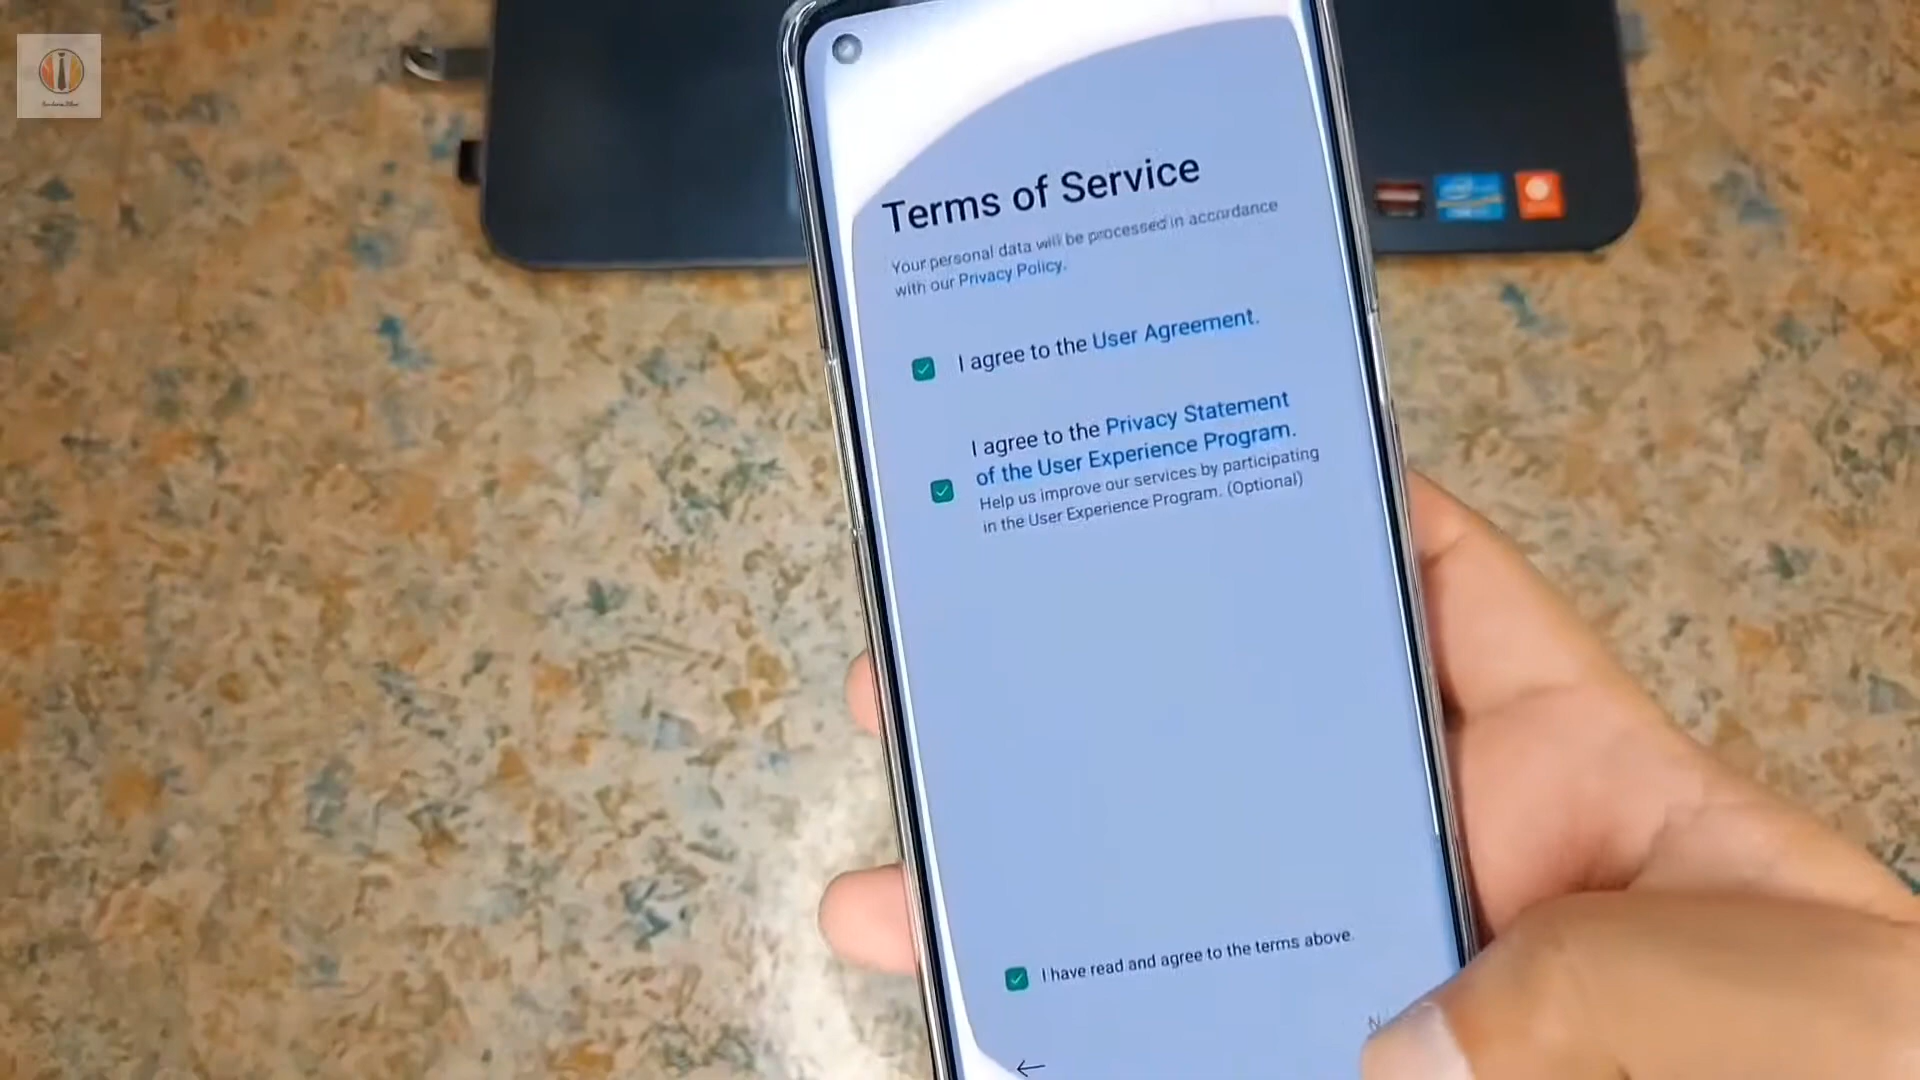 Terms of Service
Your personal data will be processed in accordance
with our Privacy Policy.
I agree to the User Agreement.
I agree to the Privacy Statement
of the User Experience Program.
Help us improve our services by participating
in the User Experience Program. (Optional)
I have read and agree to the terms above.